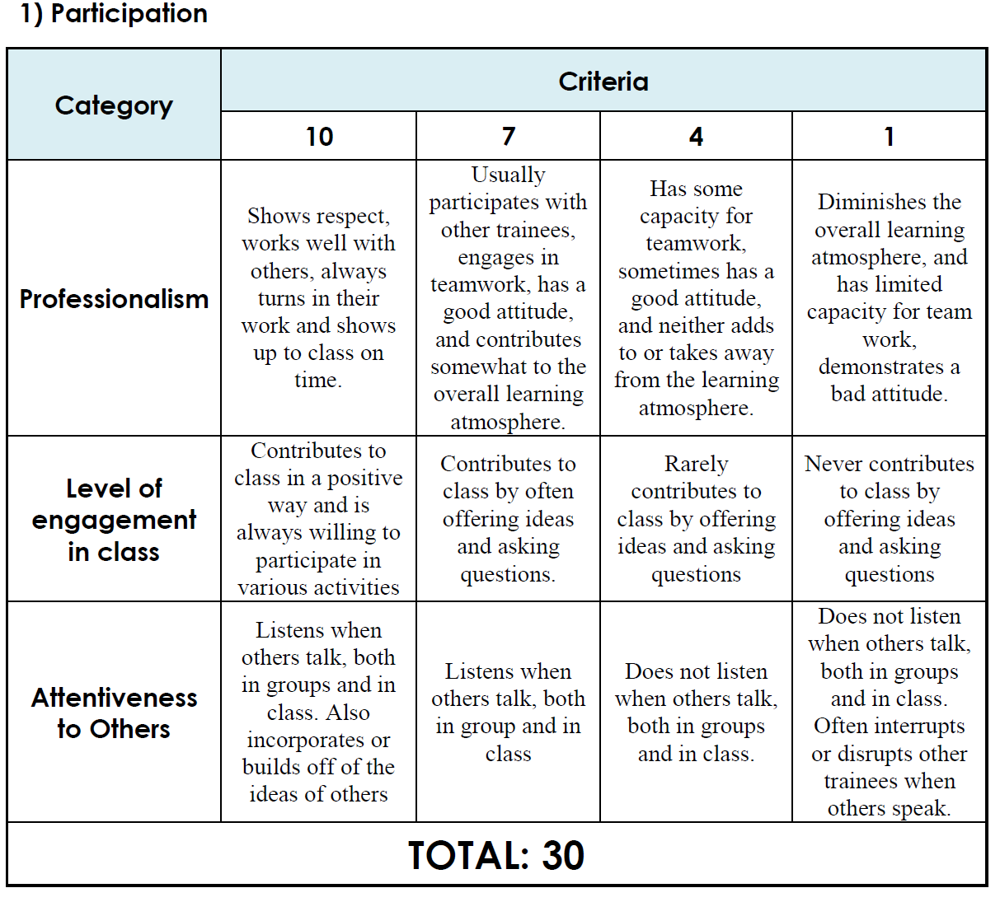 1) Participation
Category
Criteria
10
7
4
1
Professionalism
Shows respect,
works well with
others, always
turns in their
work and shows
up to class on
time.
Usually
participates with
other trainees,
engages in
teamwork, has a
good attitude,
and contributes
somewhat to the
overall learning
atmosphere.
Has some
capacity for
teamwork,
sometimes has a
good attitude,
and neither adds
to or takes away
from the learning
atmosphere.
Diminishes the
overall learning
atmosphere, and
has limited
capacity for team
work,
demonstrates a
bad attitude.
Level of
engagement
in class
Contributes to
class in a positive
way and is
always willing to
participate in
various activities
Contributes to
class by often
offering ideas
and asking
questions.
Rarely
contributes to
class by offering
ideas and asking
questions
Never contributes
to class by
offering ideas
and asking
questions
Attentiveness
to Others
Listens when
others talk, both
in groups and in
class. Also
incorporates or
builds off of the
ideas of others
Listens when
others talk, both
in group and in
class
Does not listen
when others talk,
both in groups
and in class.
Does not listen
when others talk,
both in groups
and in class.
Often interrupts
or disrupts other
trainees when
others speak.
TOTAL: 30